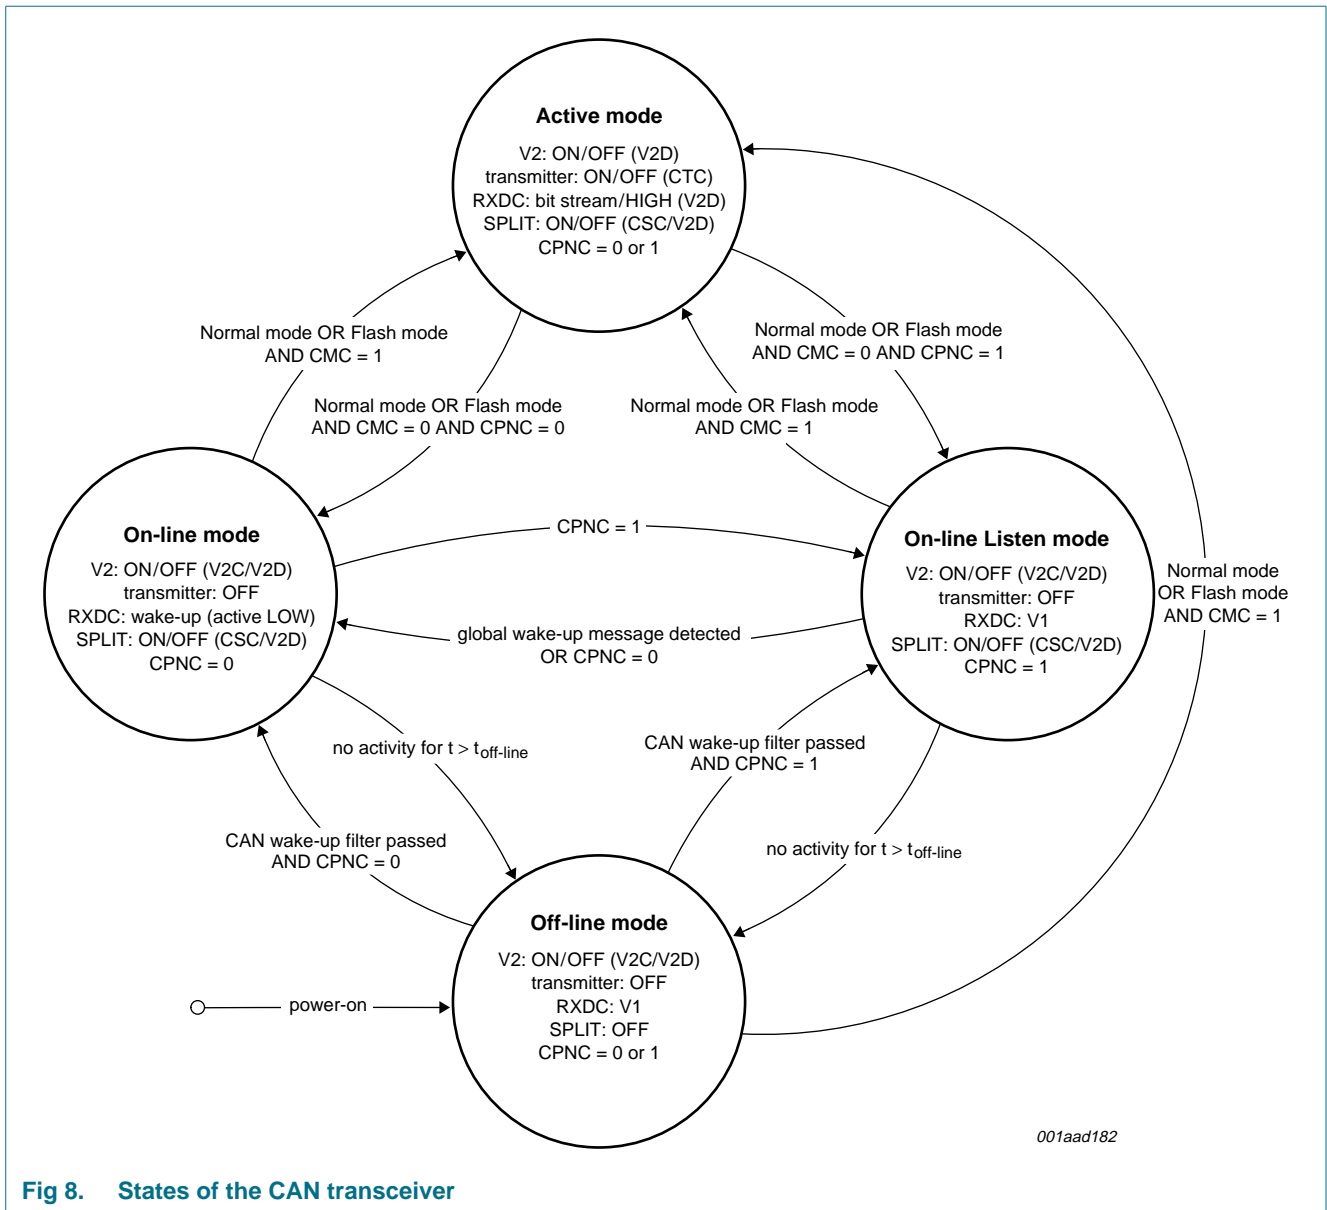 Active mode
V2: ON/OFF (V2D)
transmitter: ON/OFF (CTC)
RXDC: bit stream/HIGH (V2D)
SPLIT: ON/OFF (CSC/V2D)
CPNC = 0 or 1
Normal mode OR Flash mode
AND CMC = 1
Normal mode OR Flash mode
AND CMC = 0 AND CPNC = 1
Normal mode OR Flash mode
AND CMC = 0 AND CPNC = 0
Normal mode OR Flash mode
AND CMC = 1
On-line mode
V2: ON/OFF (V2C/V2D)
transmitter: OFF
RXDC: wake-up (active LOW)
SPLIT: ON/OFF (CSC/V2D)
CPNC = 0
CPNC = 1
global wake-up message detected
OR CPNC = 0
On-line Listen mode
V2: ON/OFF (V2C/V2D)
transmitter: OFF
RXDC: V1
SPLIT: ON/OFF (CSC/V2D)
CPNC = 1
Normal mode
OR Flash mode
AND CMC = 1
no activity for t > toff-line
CAN wake-up filter passed
AND CPNC = 1
CAN wake-up filter passed
AND CPNC = 0
no activity for t > toff-line
Off-line mode
V2: ON/OFF (V2C/V2D)
transmitter: OFF
RXDC: V1
SPLIT: OFF
CPNC = 0 or 1
power-on
001aad182
Fig 8. States of the CAN transceiver